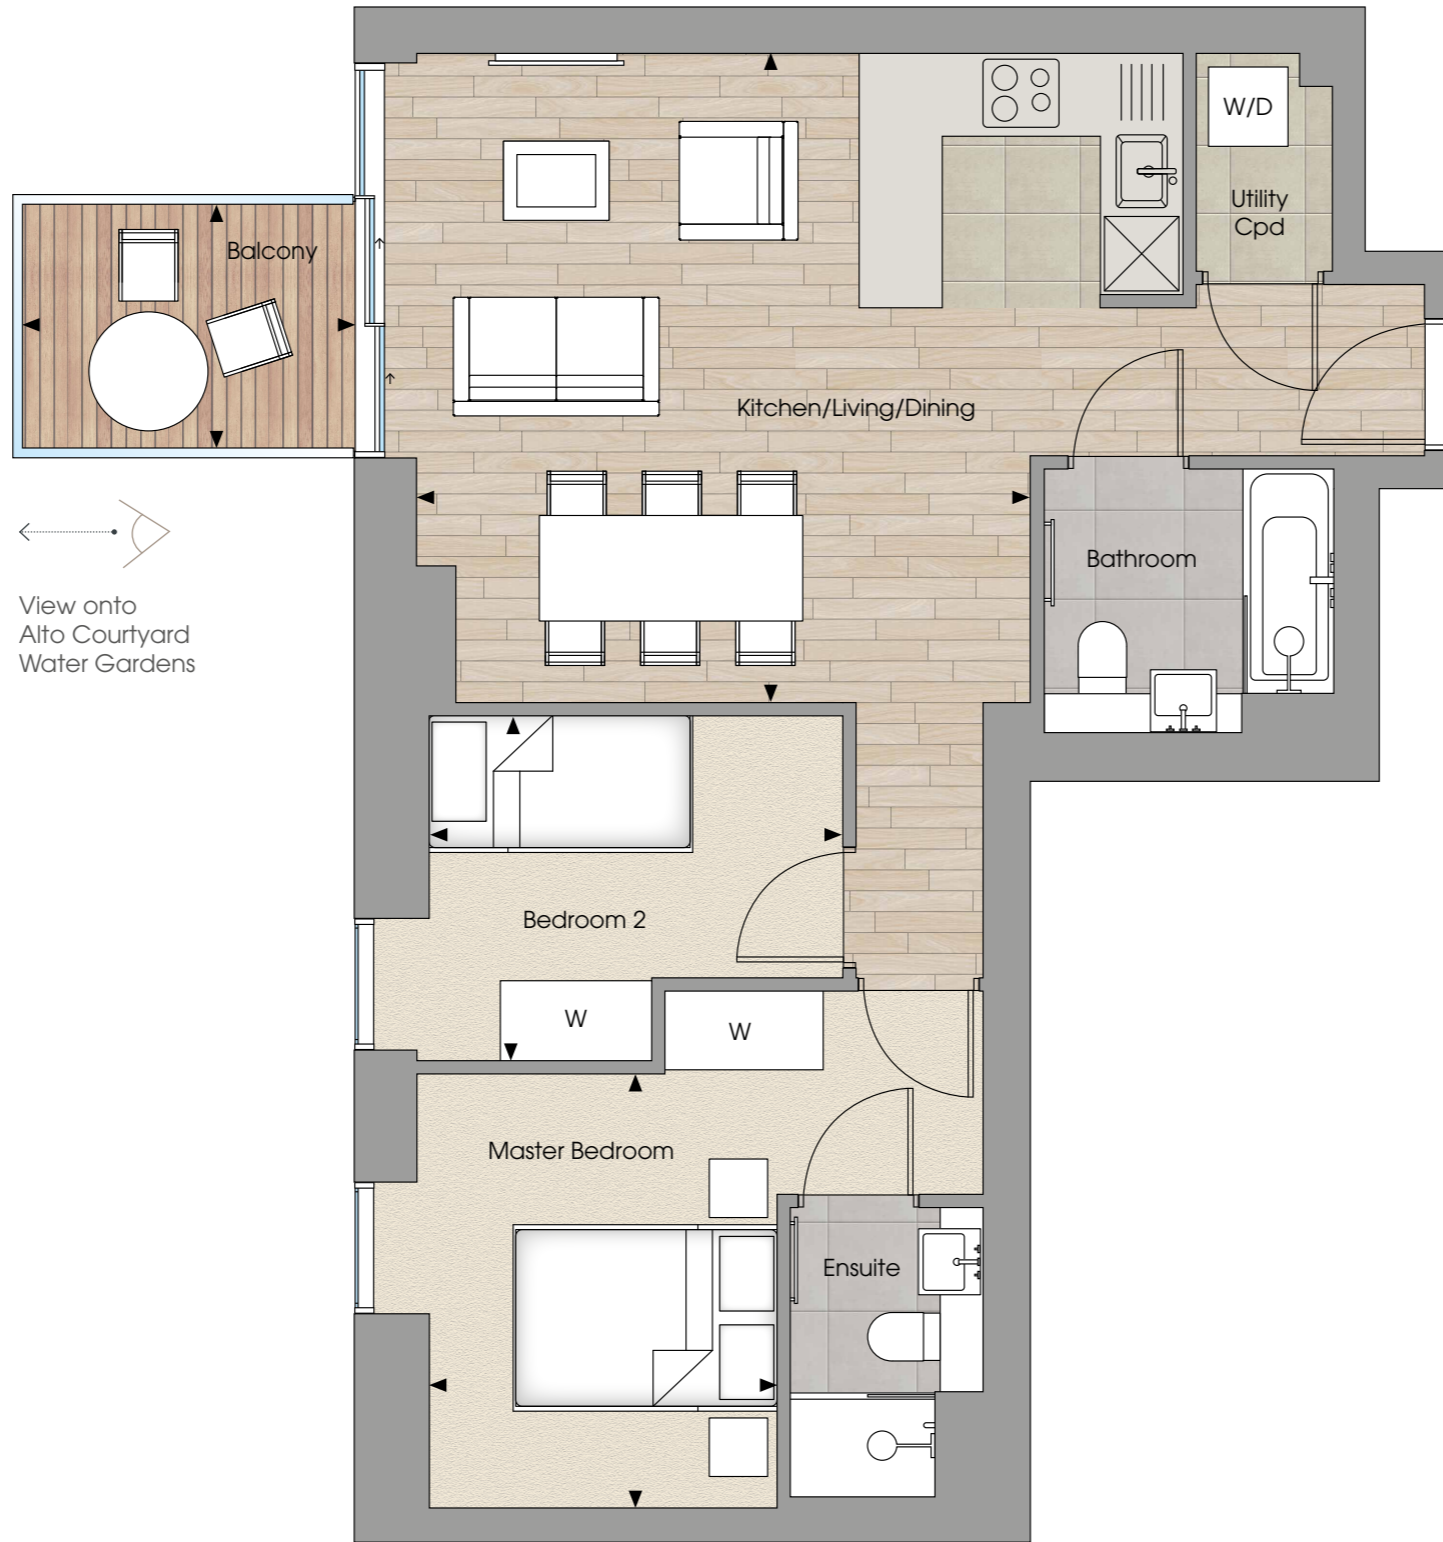 W/D
Utility
Cpd
Balcony
Kitchen/Living/Dining
Bathroom
View onto
Alto Courtyard
Water Gardens
Bedroom 2
W
W
Master Bedroom
Ensuite